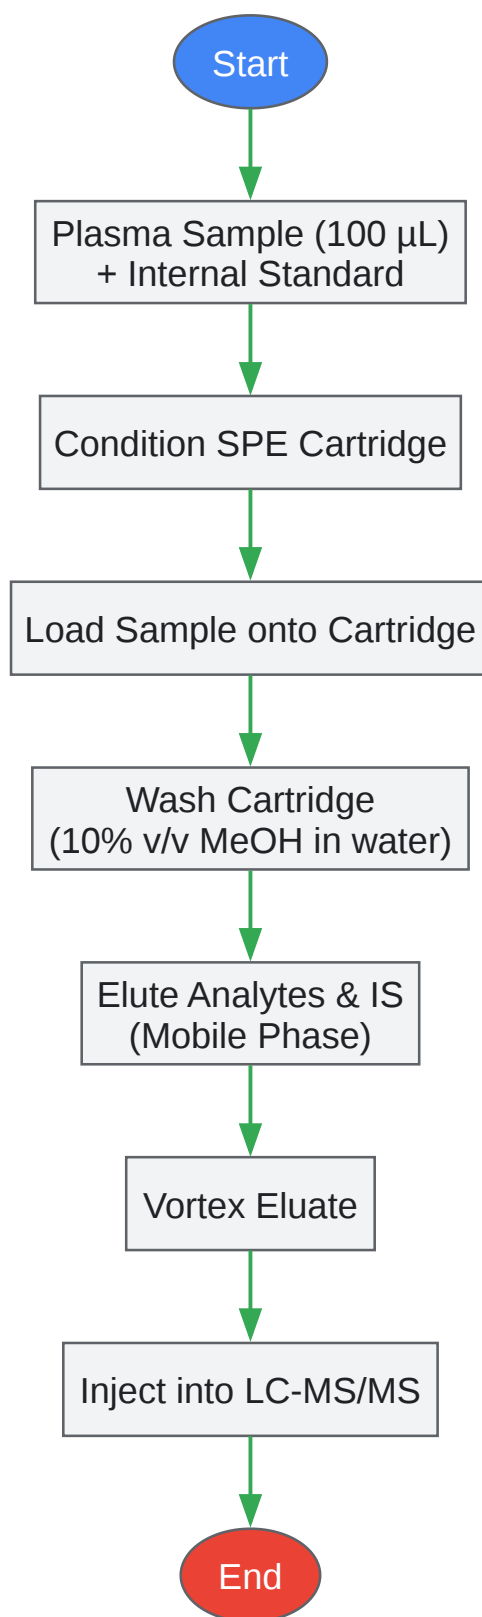 Start
Plasma Sample (100 µL)
+ Internal Standard
Condition SPE Cartridge
Load Sample onto Cartridge
Wash Cartridge
(10% v/v MeOH in water)
Elute Analytes & IS
(Mobile Phase)
Vortex Eluate
Inject into LC-MS/MS
End